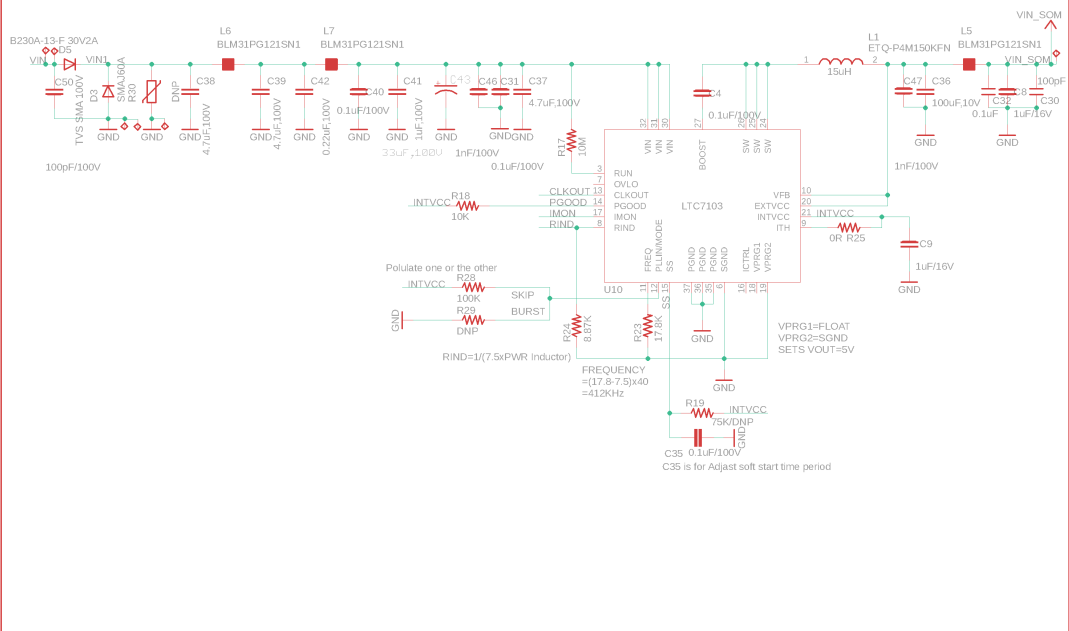 VIN_SOM
B230A-13-F 30V2A
D5
VIN
VIN1
L6
BLM31PG121SN1
L7
BLM31PG121SN1
L1
ETQ-P4M150KFN
1
2
15uH
L5
BLM31PG121SN1
VIN_SOM
C50
100pF/100V
TVS SMA 100V
D3
SMAJ60A
R30
DNP
GND
GND
C38
4.7uF,100V
GND
C39
4.7uF,100V
GND
C42
0.22uF,100V
GND
C40
0.1uF/100V
GND
C41
1uF,100V
GND
+
C43
33uF,100V
GND
C46
C31
1nF/100V
0.1uF/100V
GND
C37
4.7uF,100V
GND
R17
10M
C4
0.1uF/100V
C47
C36
100uF,10V
1nF/100V
GND
C32
0.1uF
C8
1uF/16V
100pF
C30
GND
32
31
30
27
26
25
24
VIN
VIN
VIN
BOOST
SW
SW
SW
3 RUN
7 OVLO
CLKOUT 13 CLKOUT
PGOOD 14 PGOOD
IMON 17 IMON
RIND 8 RIND
LTC7103
VFB 10
EXTVCC 20
INTVCC 21 INTVCC
ITH 9
INTVCC
R18
10K
0R R25
C9
1uF/16V
GND
FREQ
PLLIN/MODE
SS
PGND
PGND
PGND
SGND
ICTRL
VPRG1
VPRG2
U10
11
12
15
37
36
35
6
16
18
19
SS
Polulate one or the other
INTVCC
R28
100K
SKIP
BURST
GND
R29
DNP
R24
8.87K
R23
17.8K
GND
VPRG1=FLOAT
VPRG2=SGND
SETS VOUT=5V
RIND=1/(7.5xPWR Inductor)
FREQUENCY
=(17.8-7.5)x40
=412KHz
GND
R19
INTVCC
75K/DNP
C35
0.1uF/100V
GND
C35 is for Adjast soft start time period